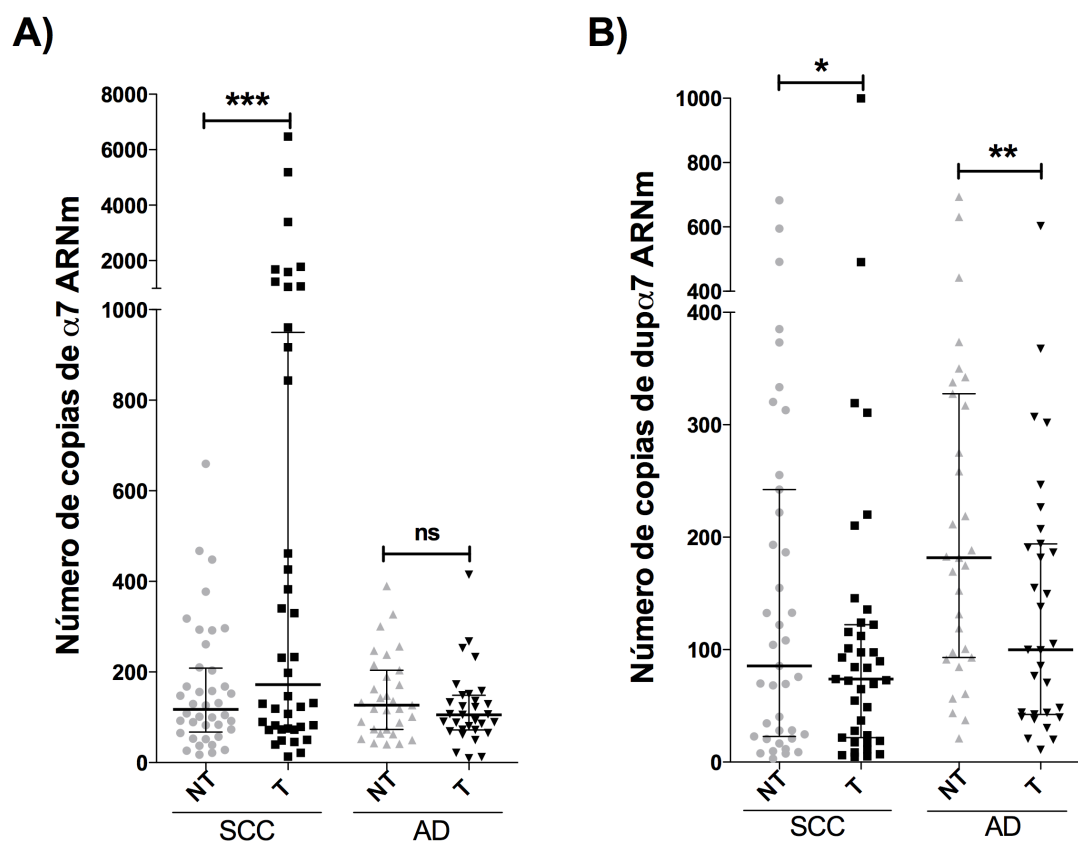 A)
Número de copias de α7 ARNm
8000
6000
4000
2000
1000
800
600
400
200
0
***
ns
NT
T
NT
T
SCC
AD
B)
Número de copias de dupα7 ARNm
1000
800
600
400
400
300
200
100
0
*
**
NT
T
NT
T
SCC
AD